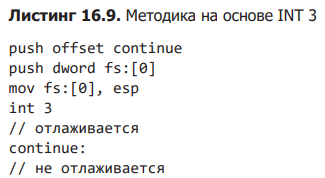 Листинг 16.9. Методика на основе INT 3
push offset continue
push dword fs:[0]
mov fs:[0], esp
int 3
// отлаживается
continue:
// не отлаживается